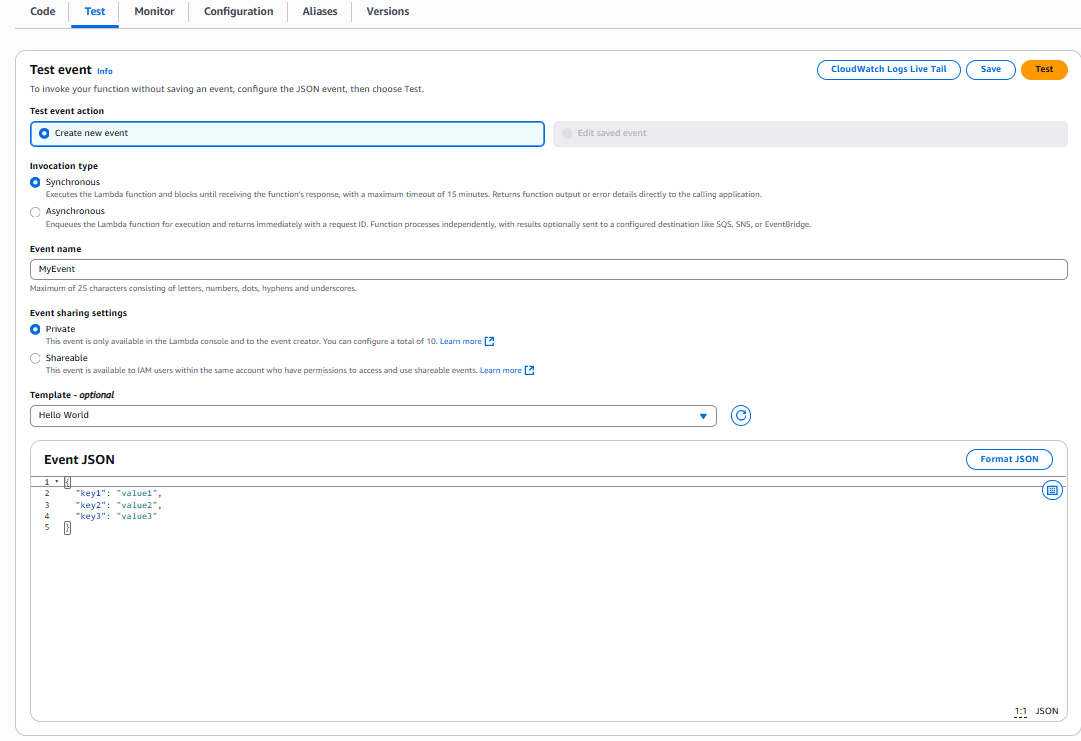 Code Test Monitor Configuration Aliases Versions
Test event Info
CloudWatch Logs Live Tail Save Test
To invoke your function without saving an event, configure the JSON event, then choose Test.
Test event action
Create new event Edit saved event
Invocation type
Synchronous
Executes the Lambda function and blocks until receiving the function's response, with a maximum timeout of 15 minutes. Returns function output or error details directly to the calling application.
Asynchronous
Enqueues the Lambda function for execution and returns immediately with a request ID. Function processes independently, with results optionally sent to a configured destination like SQS, SNS, or EventBridge.
Event name
MyEvent
Maximum of 25 characters consisting of letters, numbers, dots, hyphens and underscores.
Event sharing settings
Private
This event is only available in the Lambda console and to the event creator. You can configure a total of 10. Learn more
Shareable
This event is available to IAM users within the same account who have permissions to access and use shareable events. Learn more
Template - optional
Hello World
Event JSON Format JSON
1 {
2 "key1": "value1",
3 "key2": "value2",
4 "key3": "value3"
5 }
1:1 JSON